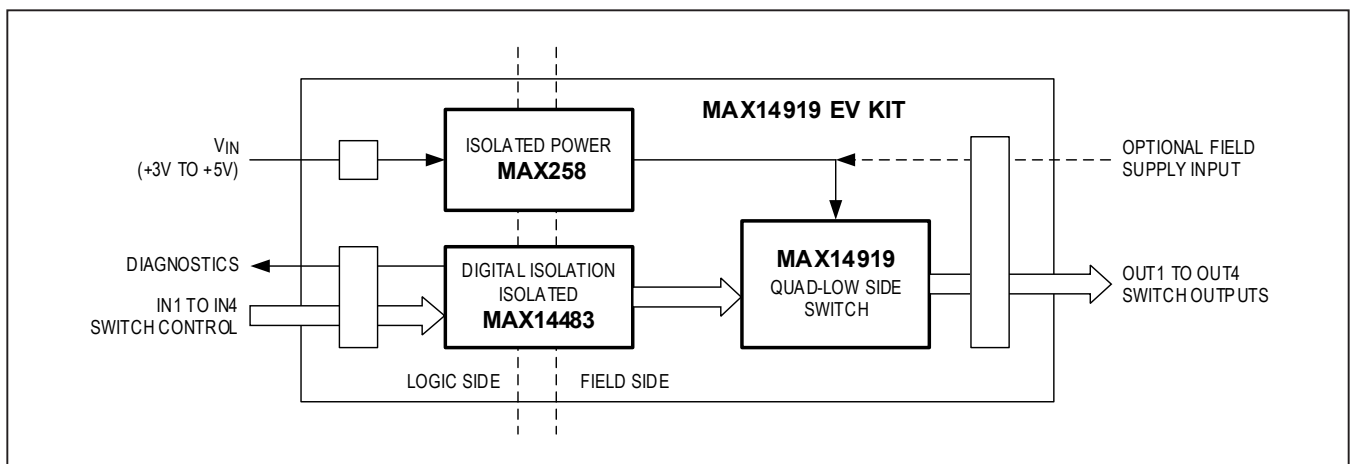 MAX14919 EV KIT
VIN
(+3V TO +5V)
ISOLATED POWER
MAX258
OPTIONAL FIELD
SUPPLY INPUT
DIAGNOSTICS
IN1 TO IN4
SWITCH CONTROL
DIGITAL ISOLATION
ISOLATED
MAX14483
MAX14919
QUAD-LOW SIDE
SWITCH
OUT1 TO OUT4
SWITCH OUTPUTS
LOGIC SIDE
FIELD SIDE